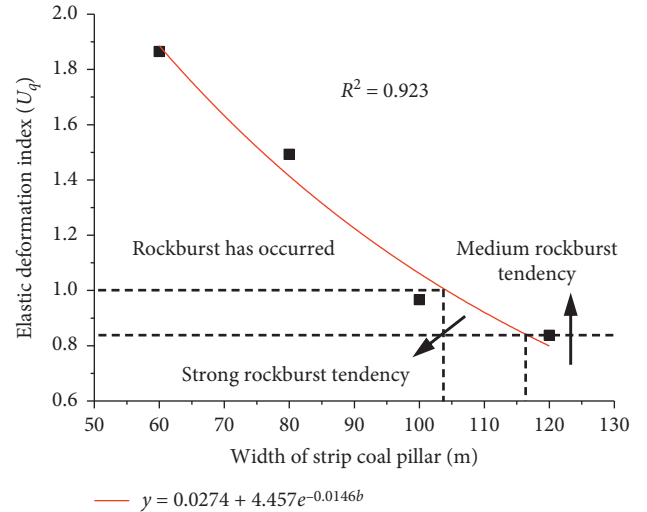 2.0
1.8
1.6
1.4
1.2
1.0
0.8
0.6
Elastic deformation index (U_q)
R² = 0.923
Rockburst has occurred
Medium rockburst
tendency
Strong rockburst tendency
50 60 70 80 90 100 110 120 130
Width of strip coal pillar (m)
y = 0.0274 + 4.457e^{–0.0146b}